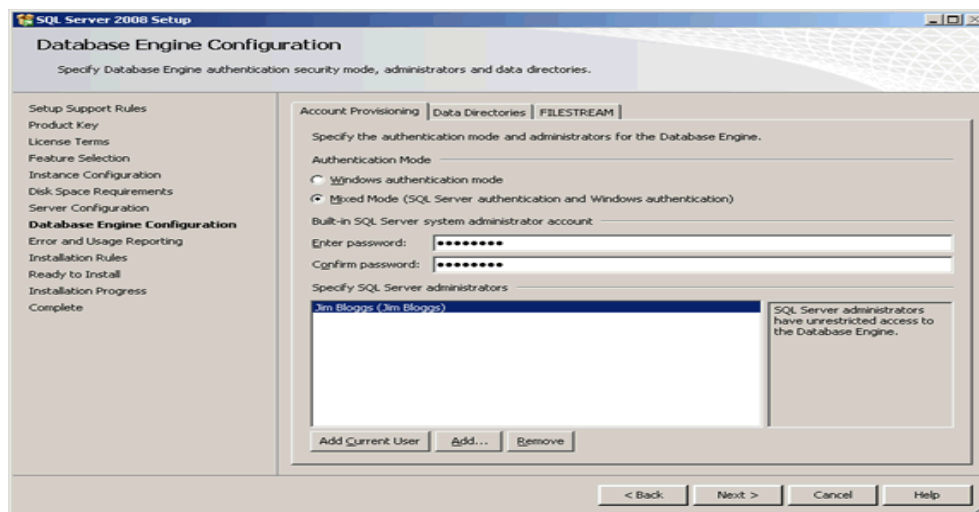 SQL Server 2008 Setup
Database Engine Configuration
Specify Database Engine authentication security mode, administrators and data directories.
Setup Support Rules
Product Key
License Terms
Feature Selection
Instance Configuration
Disk Space Requirements
Server Configuration
Database Engine Configuration
Error and Usage Reporting
Installation Rules
Ready to Install
Installation Progress
Complete
Account Provisioning Data Directories FILESTREAM
Specify the authentication mode and administrators for the Database Engine.
Authentication Mode
Windows authentication mode
Mixed Mode (SQL Server authentication and Windows authentication)
Built-in SQL Server system administrator account
Enter password: ●●●●●●●●
Confirm password: ●●●●●●●●
Specify SQL Server administrators
Jim Bloggs (Jim Bloggs)
SQL Server administrators
have unrestricted access to
the Database Engine.
Add Current User Add... Remove
< Back Next > Cancel Help